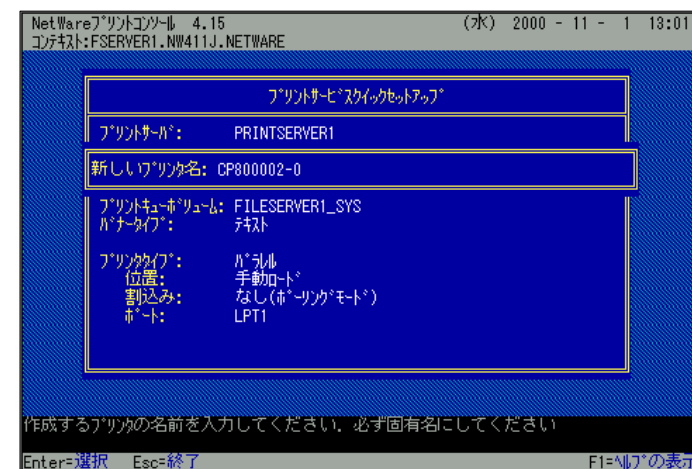 NetWareﾌﾟﾘﾝﾄｺﾝｿｰﾙ 4.15 (水) 2000 - 11 - 1 13:01
ｺﾝﾃｷｽﾄ:FSERVER1.NW411J.NETWARE
ﾌﾟﾘﾝﾄｻｰﾋﾞｽｸｲｯｸｾｯﾄｱｯﾌﾟ
ﾌﾟﾘﾝﾄｻｰﾊﾞ: PRINTSERVER1
新しいﾌﾟﾘﾝﾀ名: CP800002-0
ﾌﾟﾘﾝﾄｷｭｰﾎﾞﾘｭｰﾑ: FILESERVER1_SYS
ﾊﾞﾅｰﾀｲﾌﾟ: ﾃｷｽﾄ
ﾌﾟﾘﾝﾀﾀｲﾌﾟ: ﾊﾟﾗﾚﾙ
位置: 手動ﾛｰﾄﾞ
割込み: なし(ﾎﾟｰﾘﾝｸﾞﾓｰﾄﾞ)
ﾎﾟｰﾄ: LPT1
作成するﾌﾟﾘﾝﾀの名前を入力してください．必ず固有名にしてください
Enter=選択 Esc=終了 F1=ﾍﾙﾌﾟの表示